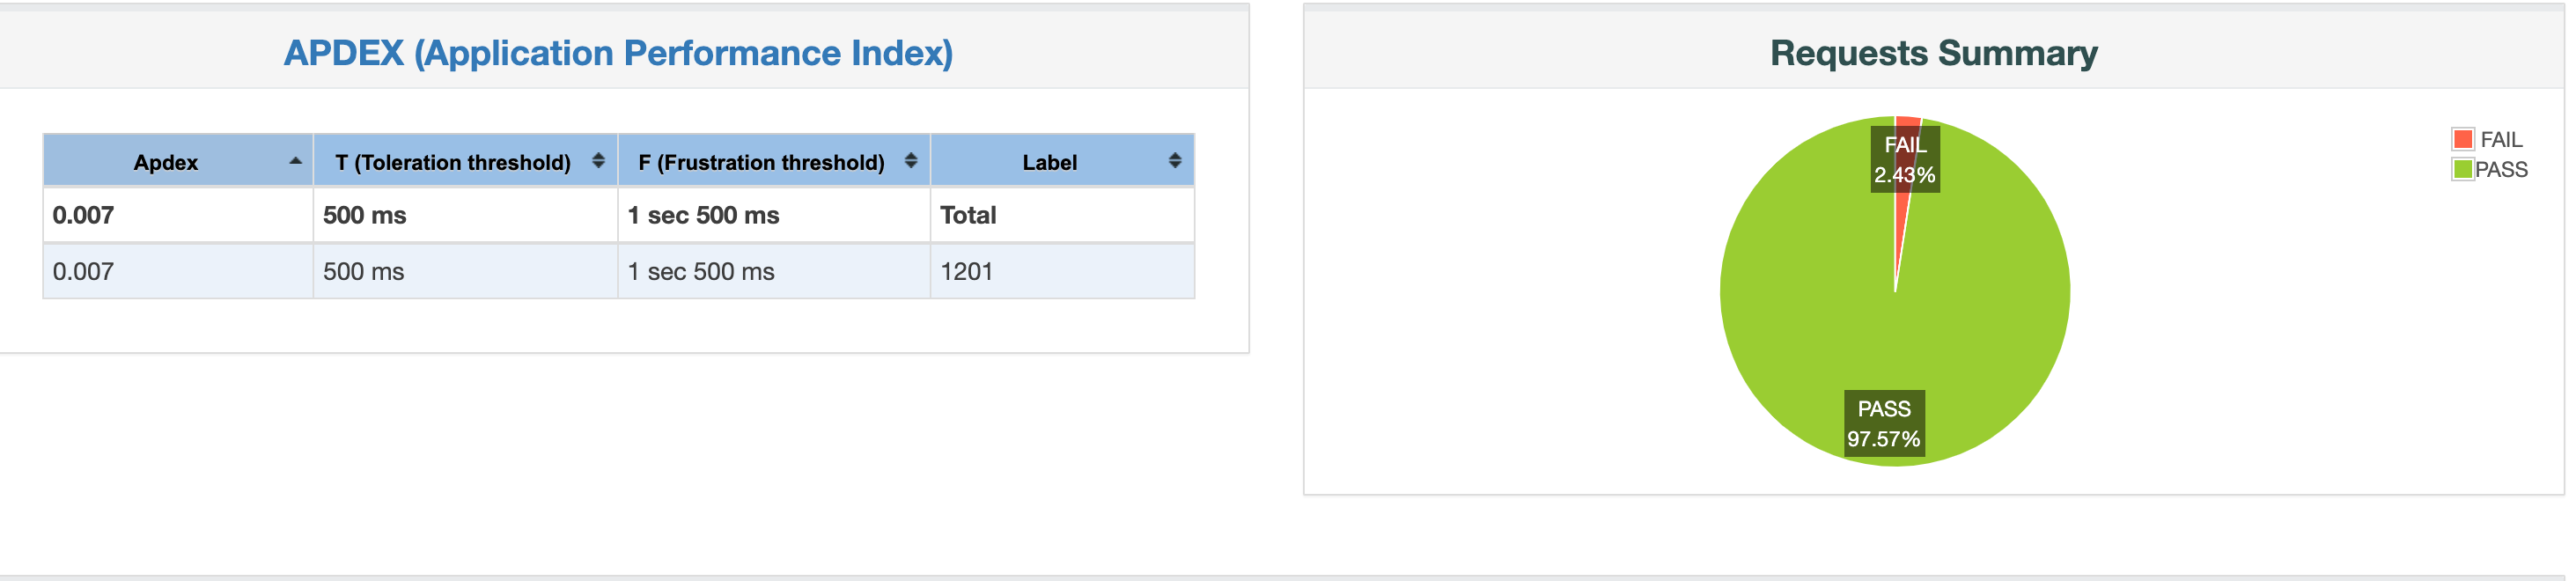 APDEX (Application Performance Index)
Apdex T (Toleration threshold) F (Frustration threshold) Label
0.007 500 ms 1 sec 500 ms Total
0.007 500 ms 1 sec 500 ms 1201
Requests Summary
FAIL
2.43%
PASS
97.57%
FAIL
PASS